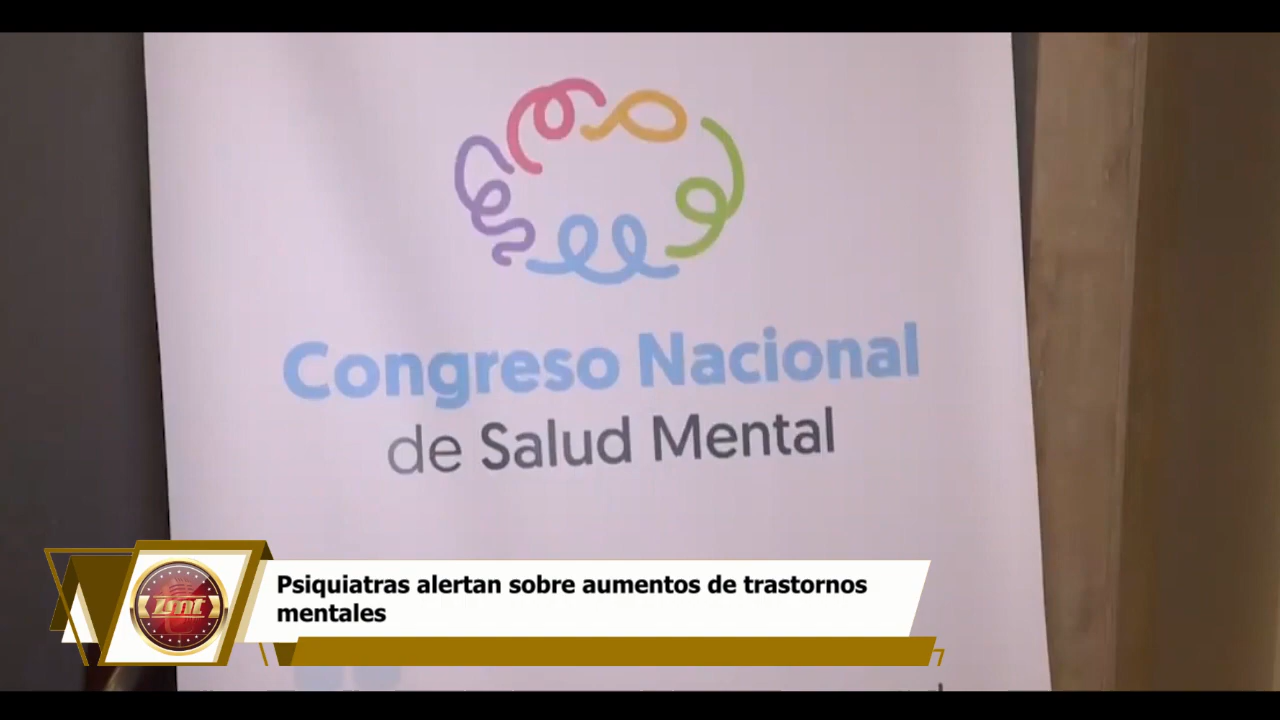 Congreso Nacional
de Salud Mental
Psiquiatras alertan sobre aumentos de trastornos
mentales